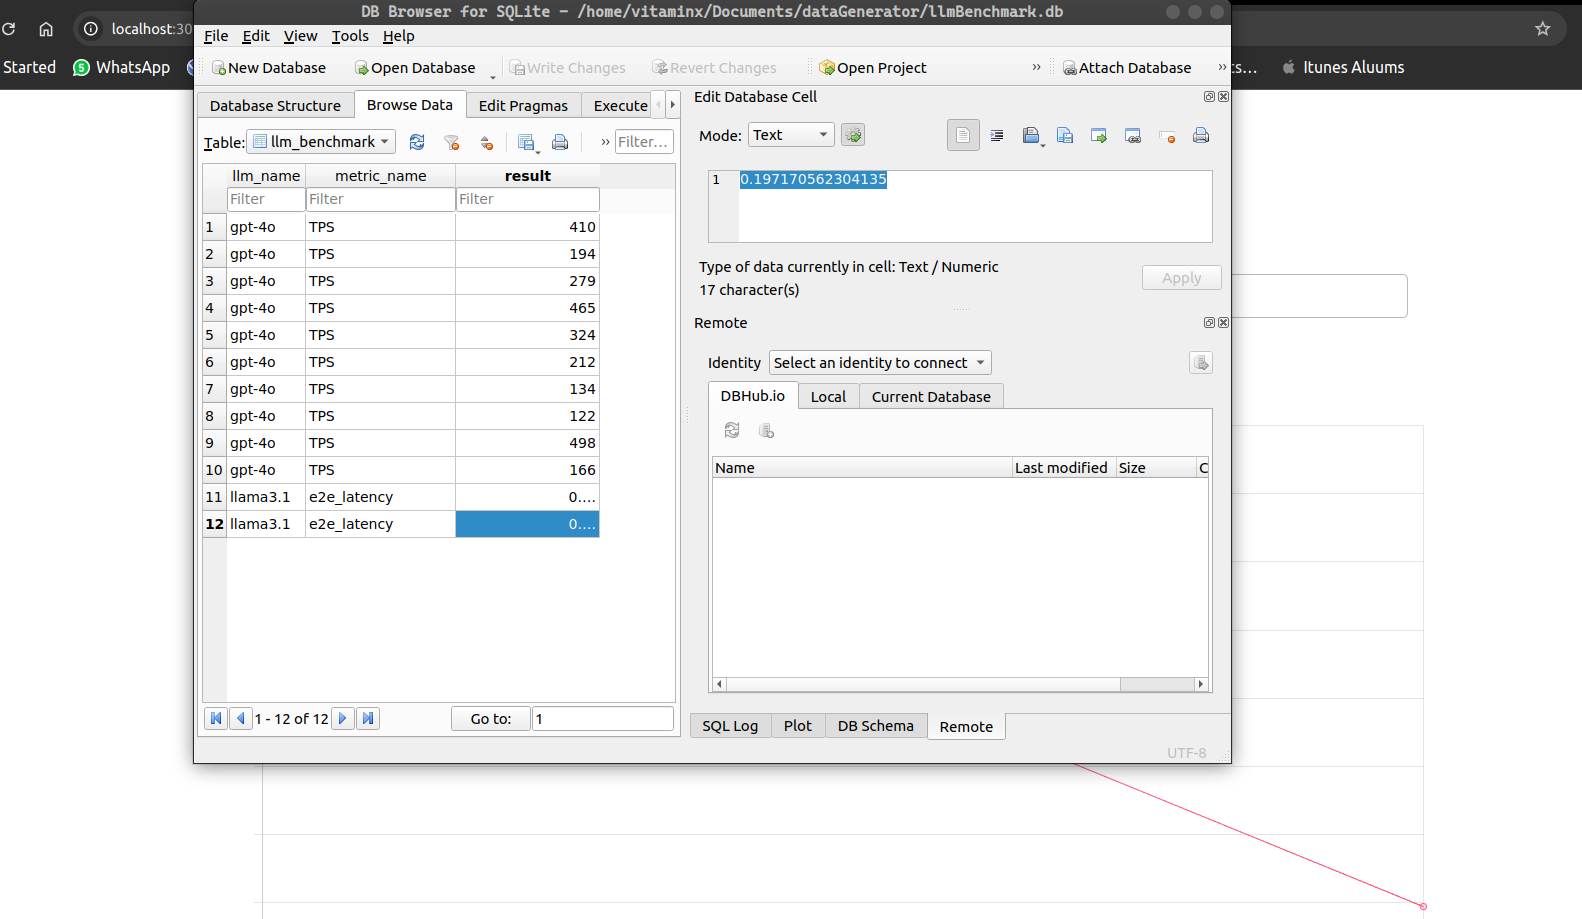 DB Browser for SQLite - /home/vitaminx/Documents/dataGenerator/llmBenchmark.db
localhost:30
Started WhatsApp ts… Itunes Aluums
File Edit View Tools Help
New Database Open Database Write Changes Revert Changes Open Project » Attach Database »
Database Structure Browse Data Edit Pragmas Execute
Table: llm_benchmark » Filter...
llm_name metric_name result
Filter Filter Filter
1 gpt-4o TPS 410
2 gpt-4o TPS 194
3 gpt-4o TPS 279
4 gpt-4o TPS 465
5 gpt-4o TPS 324
6 gpt-4o TPS 212
7 gpt-4o TPS 134
8 gpt-4o TPS 122
9 gpt-4o TPS 498
10 gpt-4o TPS 166
11 llama3.1 e2e_latency 0.…
12 llama3.1 e2e_latency 0.…
1 - 12 of 12 Go to: 1
Edit Database Cell
Mode: Text
1 0.197170562304135
Type of data currently in cell: Text / Numeric
17 character(s)
Apply
Remote
Identity Select an identity to connect
DBHub.io Local Current Database
Name Last modified Size C
SQL Log Plot DB Schema Remote
UTF-8